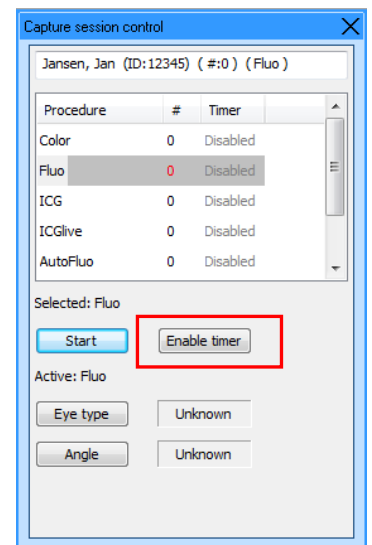 Capture session control
Jansen, Jan (ID:12345) ( #:0 ) ( Fluo )
Procedure # Timer
Color 0 Disabled
Fluo 0 Disabled
ICG 0 Disabled
ICGlive 0 Disabled
AutoFluo 0 Disabled
Selected: Fluo
Start Enable timer
Active: Fluo
Eye type Unknown
Angle Unknown